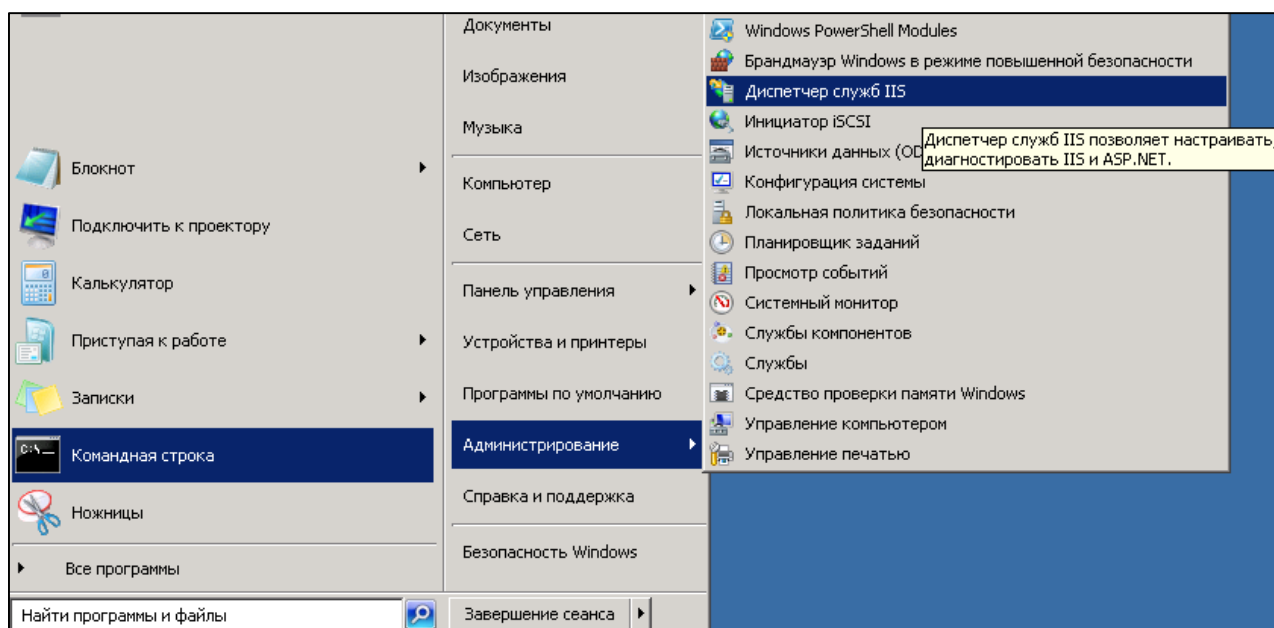 Блокнот
Подключить к проектору
Калькулятор
Приступая к работе
Записки
Командная строка
Ножницы
Все программы
Найти программы и файлы
Документы
Изображения
Музыка
Компьютер
Сеть
Панель управления
Устройства и принтеры
Программы по умолчанию
Администрирование
Справка и поддержка
Безопасность Windows
Завершение сеанса
Windows PowerShell Modules
Брандмауэр Windows в режиме повышенной безопасности
Диспетчер служб IIS
Инициатор iSCSI
Источники данных (OD
Конфигурация системы
Локальная политика безопасности
Планировщик заданий
Просмотр событий
Системный монитор
Службы компонентов
Службы
Средство проверки памяти Windows
Управление компьютером
Управление печатью
Диспетчер служб IIS позволяет настраивать,
диагностировать IIS и ASP.NET.
C:\_